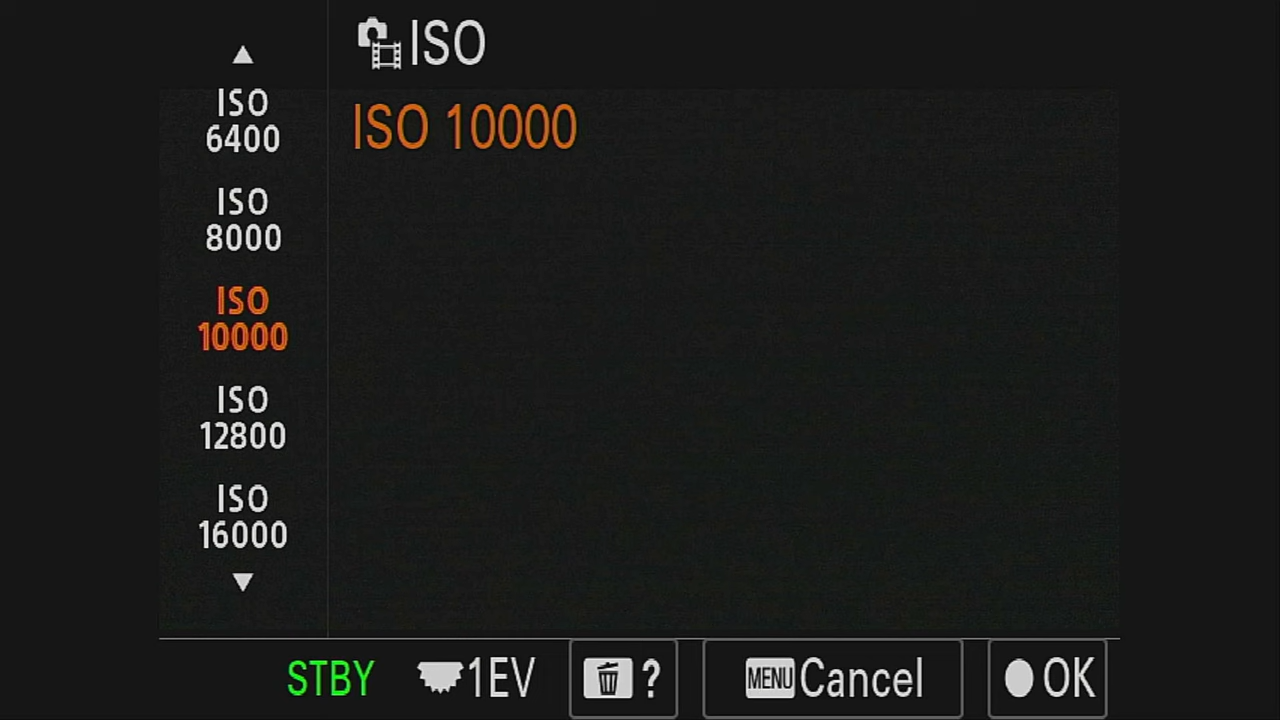 ISO
ISO 10000
ISO
6400
ISO
8000
ISO
10000
ISO
12800
ISO
16000
STBY 1EV ? MENU Cancel OK